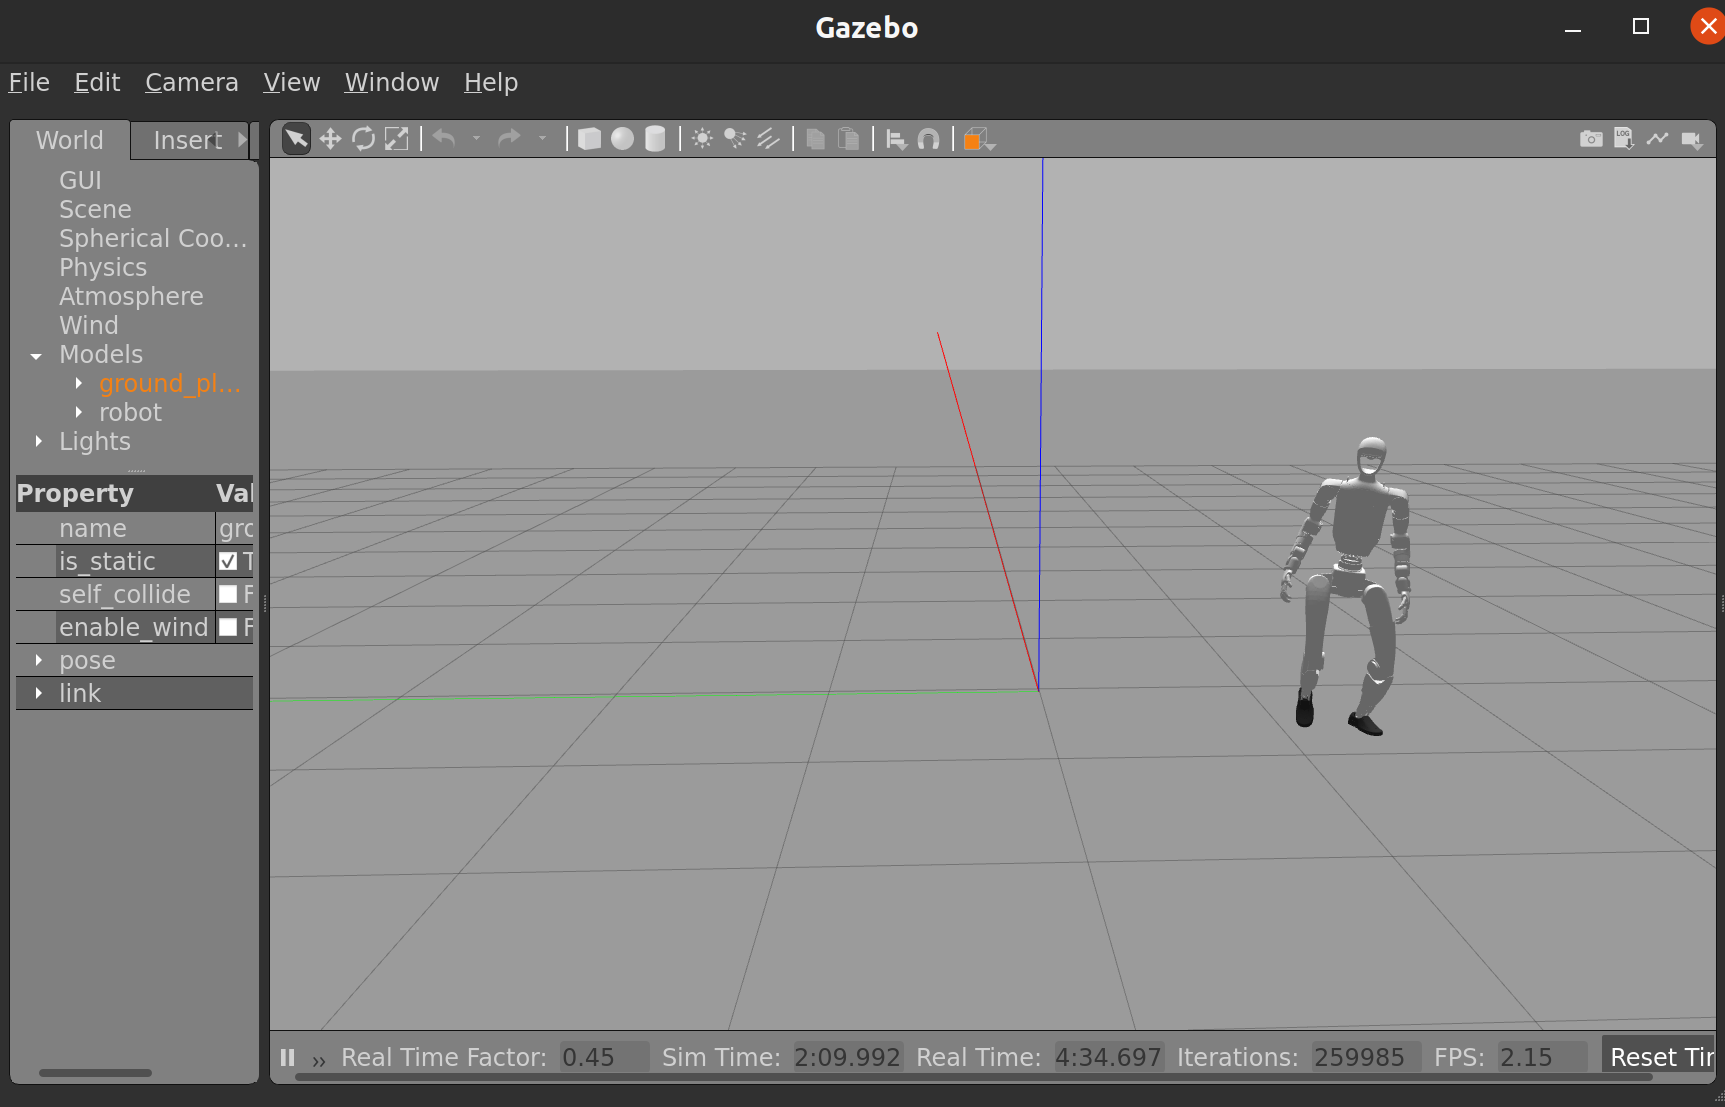 Gazebo
File Edit Camera View Window Help
World Insert
LOG
GUI
Scene
Spherical Coo...
Physics
Atmosphere
Wind
Models
ground_pl...
robot
Lights
Property Val
name gro
is_static T
self_collide F
enable_wind F
pose
link
Real Time Factor: 0.45 Sim Time: 2:09.992 Real Time: 4:34.697 Iterations: 259985 FPS: 2.15 Reset Tir